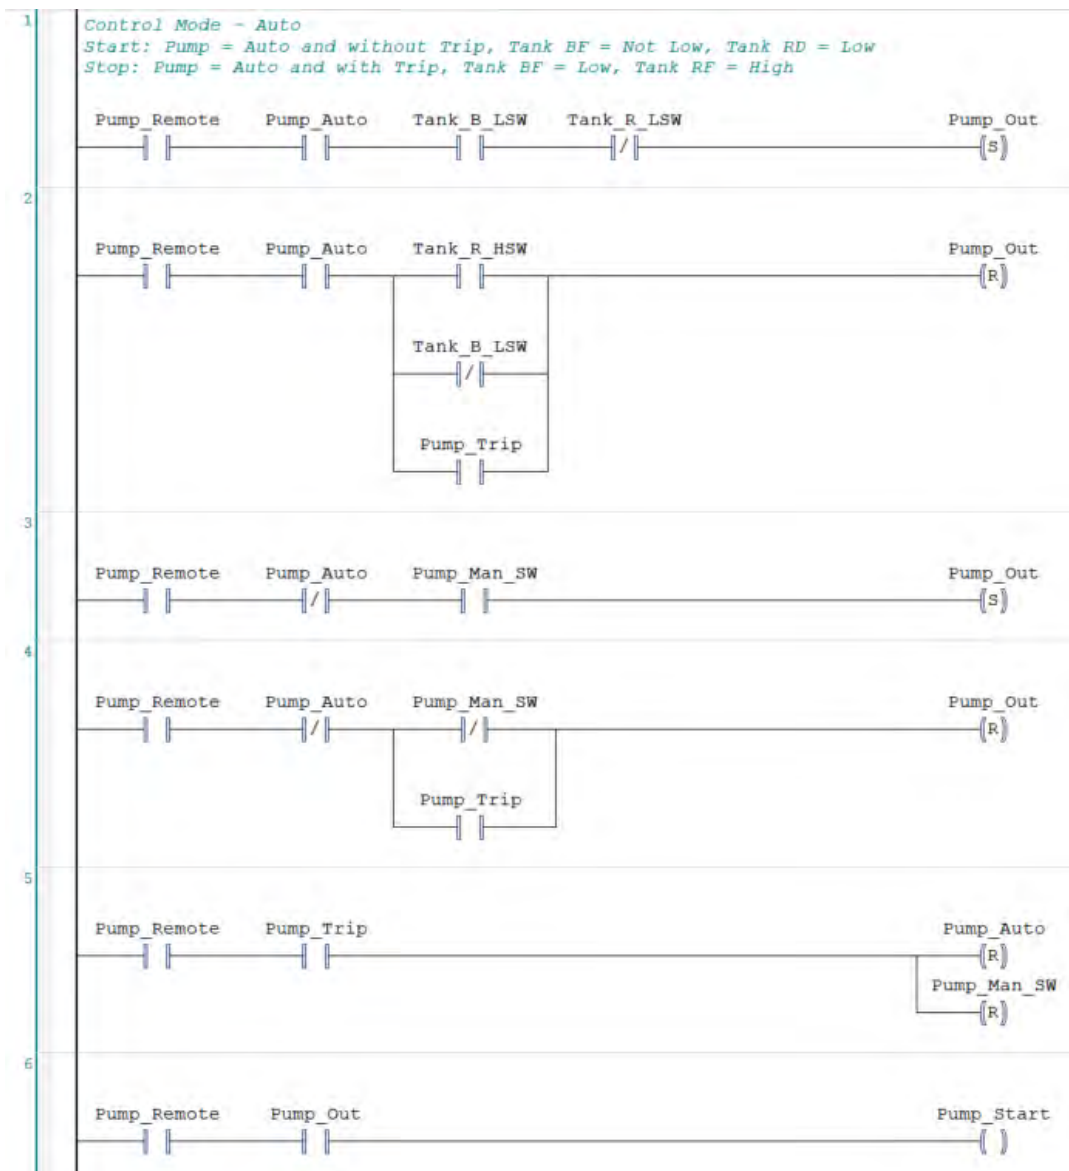 1
Control Mode - Auto
Start: Pump = Auto and without Trip, Tank BF = Not Low, Tank RD = Low
Stop: Pump = Auto and with Trip, Tank BF = Low, Tank RF = High
Pump_Remote Pump_Auto Tank_B_LSW Tank_R_LSW Pump_Out
/ S
2
Pump_Remote Pump_Auto Tank_R_HSW Pump_Out
R
Tank_B_LSW
/
Pump_Trip
3
Pump_Remote Pump_Auto Pump_Man_SW Pump_Out
/ S
4
Pump_Remote Pump_Auto Pump_Man_SW Pump_Out
/ / R
Pump_Trip
5
Pump_Remote Pump_Trip Pump_Auto
R
Pump_Man_SW
R
6
Pump_Remote Pump_Out Pump_Start